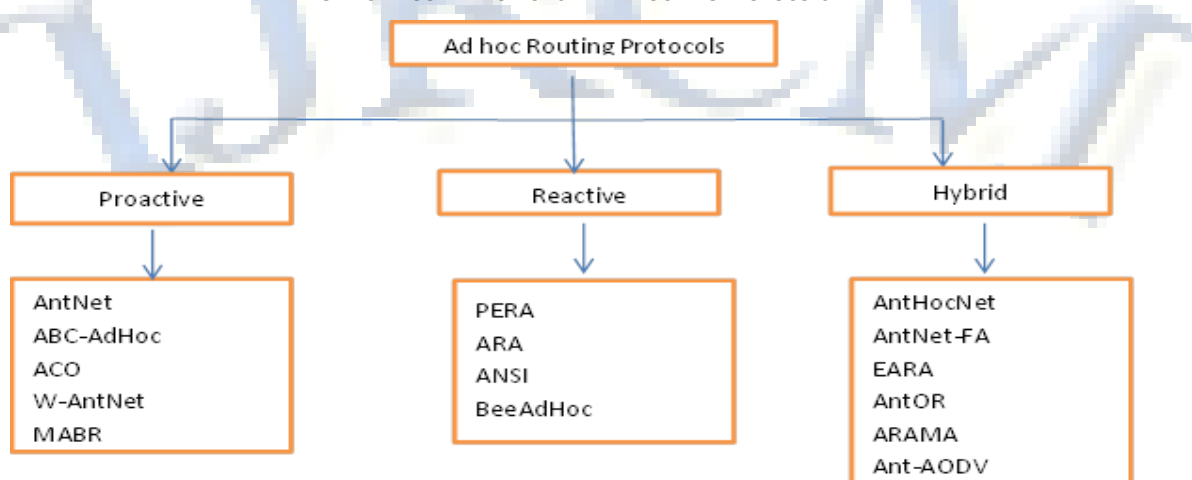 Ad hoc Routing Protocols
Proactive
Reactive
Hybrid
AntNet
ABC-AdHoc
ACO
W-AntNet
MABR
PERA
ARA
ANSI
BeeAdHoc
AntHocNet
AntNet-FA
EARA
AntOR
ARAMA
Ant-AODV